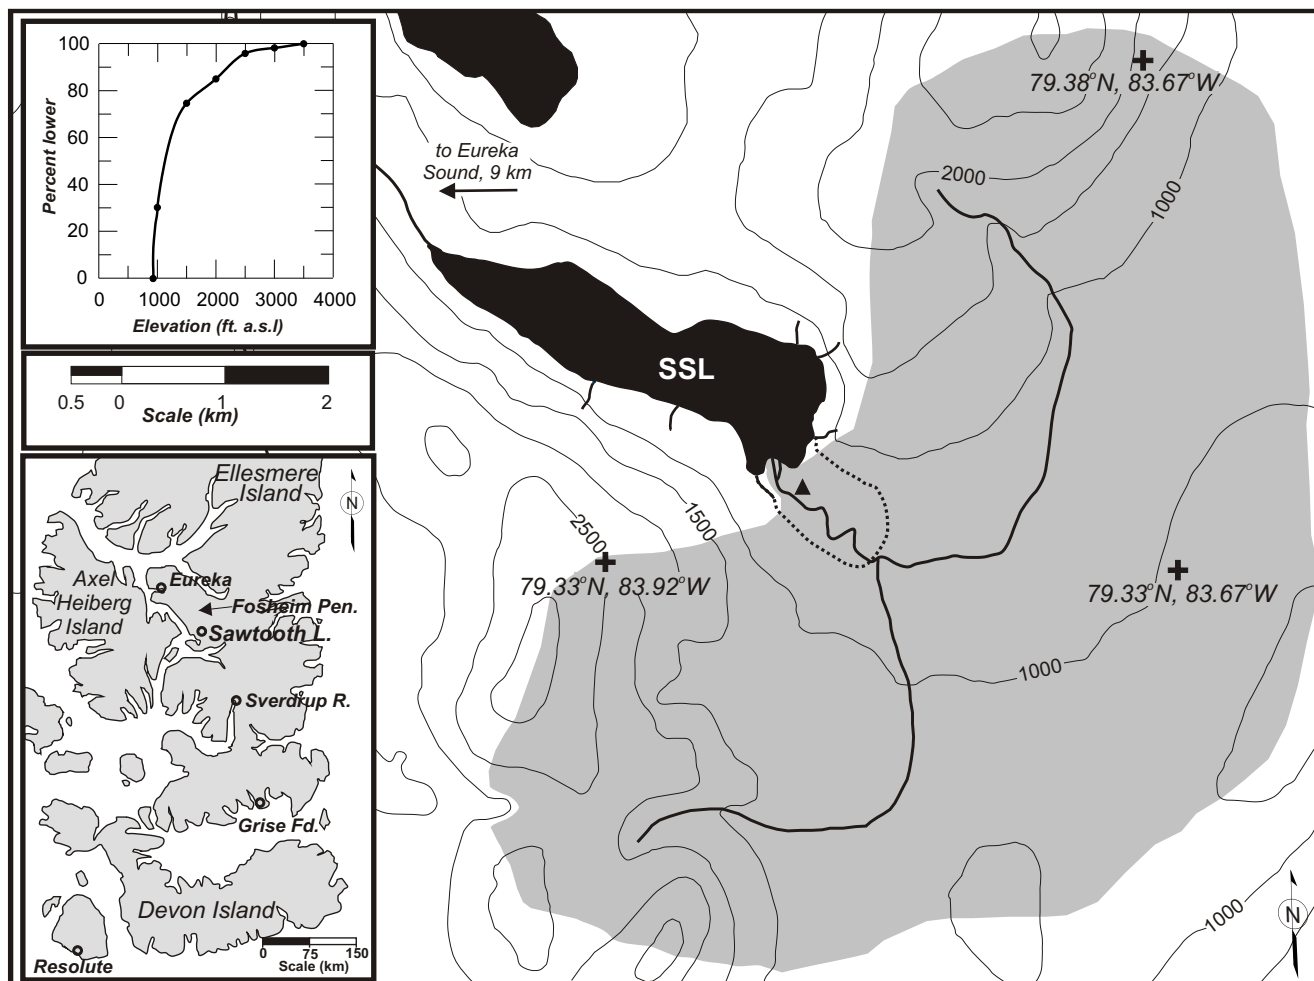 100
80
60
40
20
0
Percent lower
0 1000 2000 3000 4000
Elevation (ft. a.s.l)
0.5 0 1 2
Scale (km)
Ellesmere
Island
N
Axel
Heiberg
Island
Eureka
Fosheim Pen.
Sawtooth L.
Sverdrup R.
Grise Fd.
Devon Island
Resolute
0 75 150
Scale (km)
to Eureka
Sound, 9 km
SSL
79.38°N, 83.67°W
2000
1000
2500
1500
79.33°N, 83.92°W
79.33°N, 83.67°W
1000
1000
N